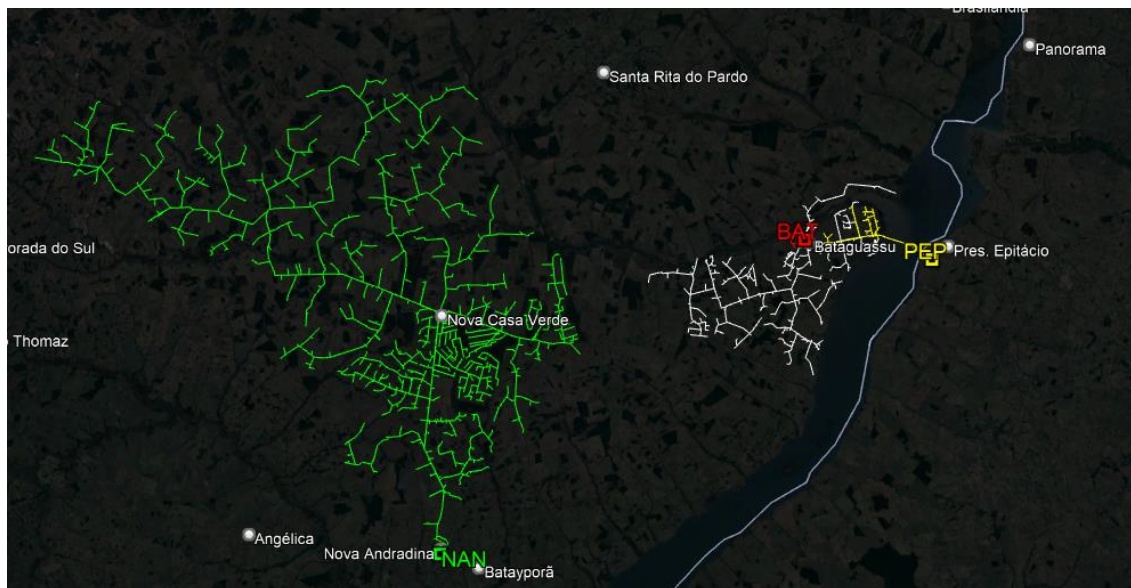 Brasilândia
Panorama
Santa Rita do Pardo
BAT
Bataguassu
PEP
Pres. Epitácio
orada do Sul
Nova Casa Verde
Thomaz
Angélica
Nova Andradina
NAN
Batayporã